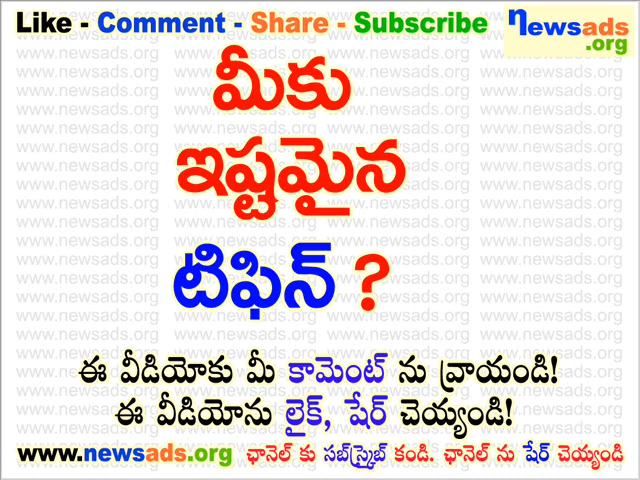 Like - Comment - Share - Subscribe
newsads
.org
మీకు
ఇష్టమైన
టిఫిన్ ?
ఈ వీడియోకు మీ కామెంట్ ను వ్రాయండి!
ఈ వీడియోను లైక్, షేర్ చెయ్యండి!
www.newsads.org ఛానెల్ కు సబ్‌స్క్రైబ్ కండి. ఛానెల్ ను షేర్ చెయ్యండి